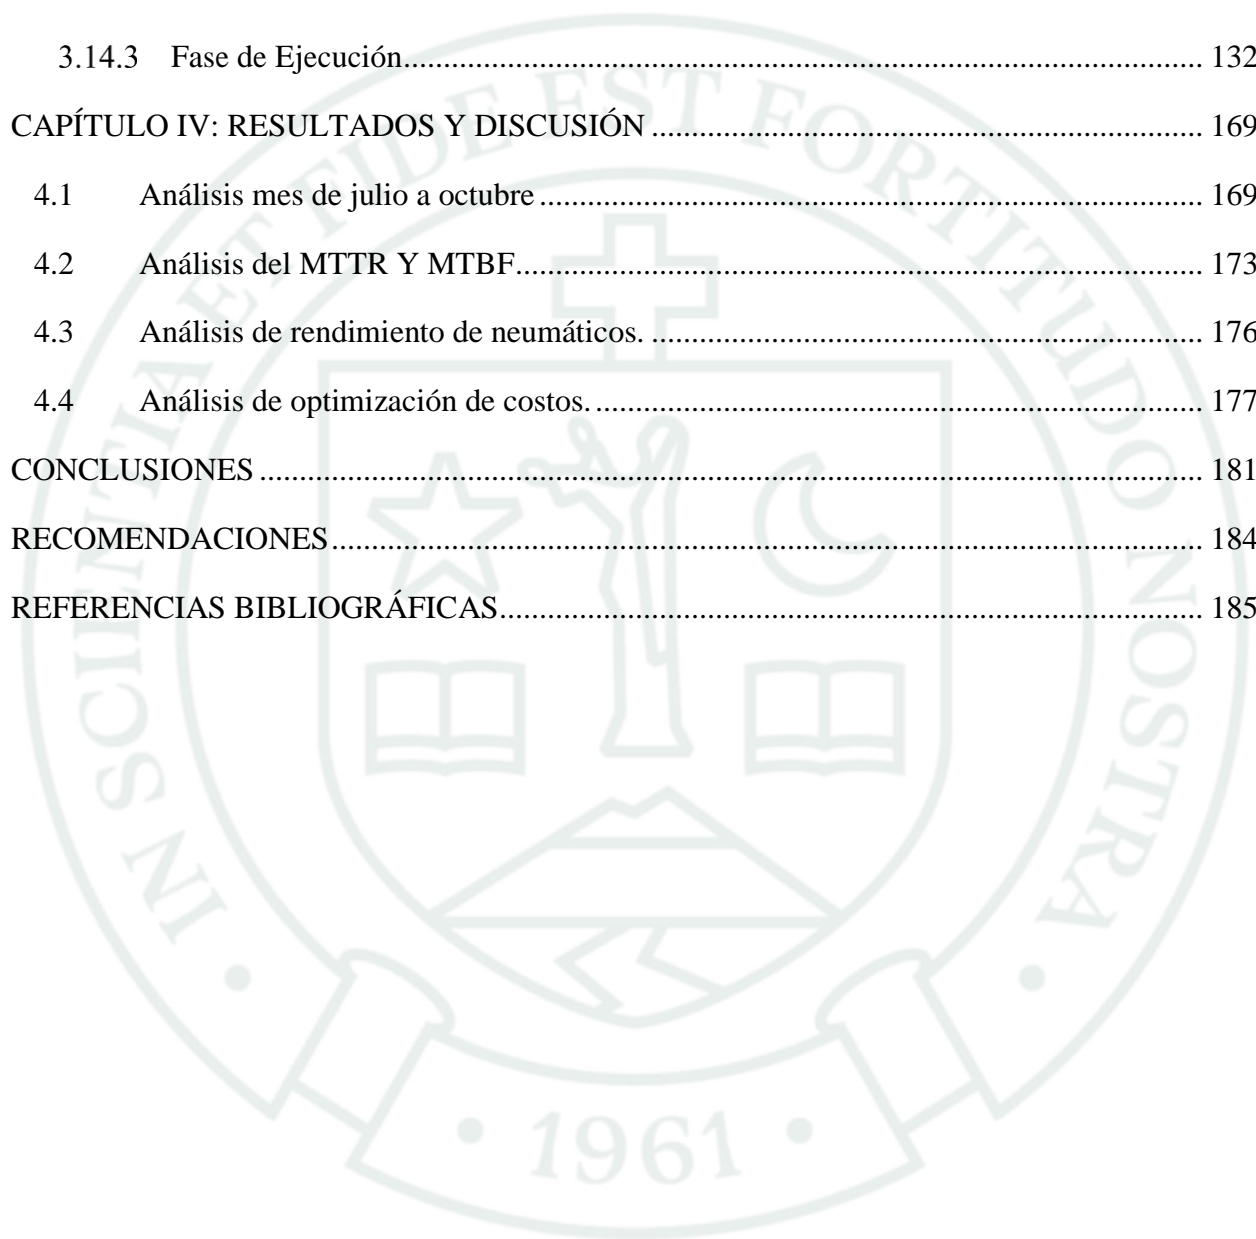 3.14.3 Fase de Ejecución........................................................................................................ 132
CAPÍTULO IV: RESULTADOS Y DISCUSIÓN ........................................................................ 169
4.1 Análisis mes de julio a octubre ...................................................................................... 169
4.2 Análisis del MTTR Y MTBF......................................................................................... 173
4.3 Análisis de rendimiento de neumáticos. ........................................................................ 176
4.4 Análisis de optimización de costos. ............................................................................... 177
CONCLUSIONES .......................................................................................................................... 181
RECOMENDACIONES ................................................................................................................. 184
REFERENCIAS BIBLIOGRÁFICAS............................................................................................ 185
IN SCIENTIA ET FIDE EST FORTITUDO NOSTRA
• 1961 •